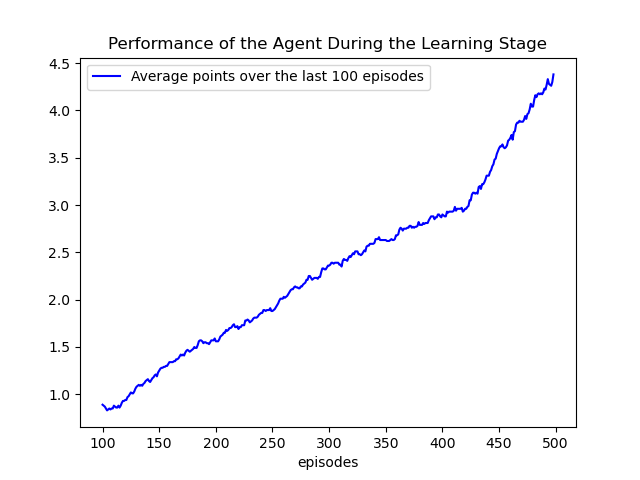 Performance of the Agent During the Learning Stage
Average points over the last 100 episodes
4.5
4.0
3.5
3.0
2.5
2.0
1.5
1.0
100 150 200 250 300 350 400 450 500
episodes